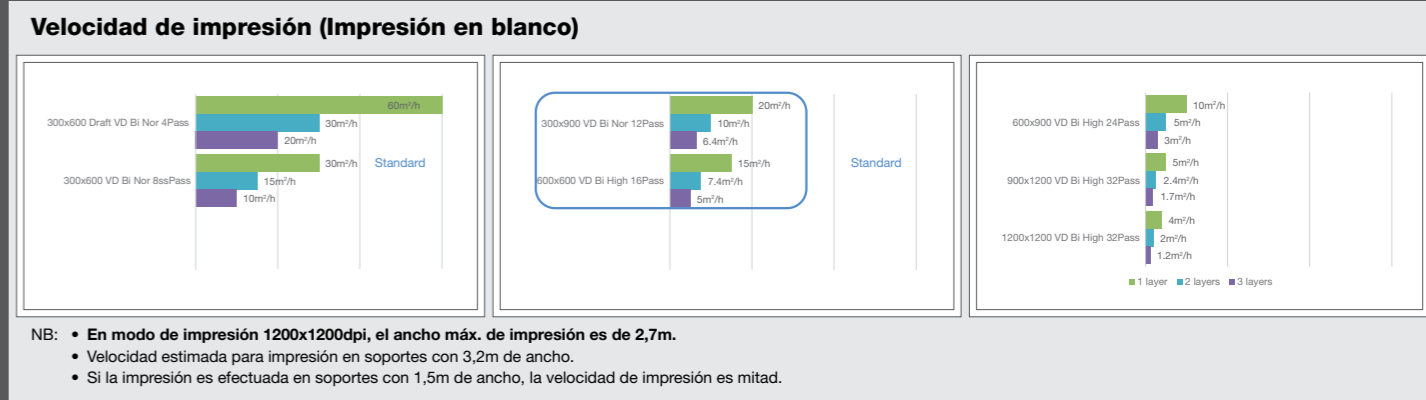 Velocidad de impresión (Impresión en blanco)
60m²/h
300x600 Draft VD Bi Nor 4Pass
30m²/h
20m²/h
30m²/h
Standard
300x600 VD Bi Nor 8ssPass
15m²/h
10m²/h
20m²/h
300x900 VD Bi Nor 12Pass
10m²/h
6.4m²/h
15m²/h
Standard
600x600 VD Bi High 16Pass
7.4m²/h
5m²/h
10m²/h
600x900 VD Bi High 24Pass
5m²/h
3m²/h
5m²/h
900x1200 VD Bi High 32Pass
2.4m²/h
1.7m²/h
4m²/h
1200x1200 VD Bi High 32Pass
2m²/h
1.2m²/h
1 layer 2 layers 3 layers
NB: • En modo de impresión 1200x1200dpi, el ancho máx. de impresión es de 2,7m.
• Velocidad estimada para impresión en soportes con 3,2m de ancho.
• Si la impresión es efectuada en soportes con 1,5m de ancho, la velocidad de impresión es mitad.